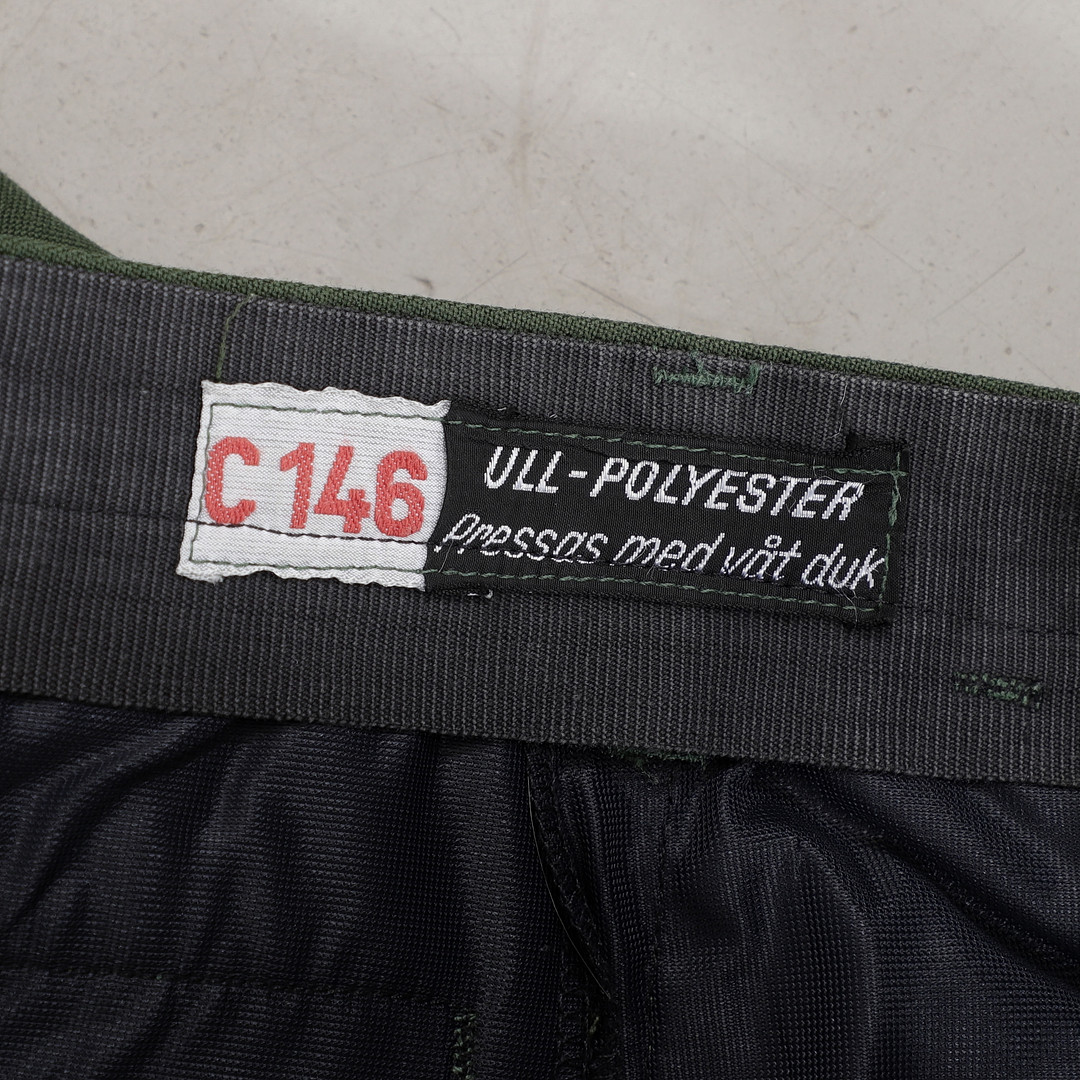 C 146
ULL-POLYESTER
Pressas med våt duk